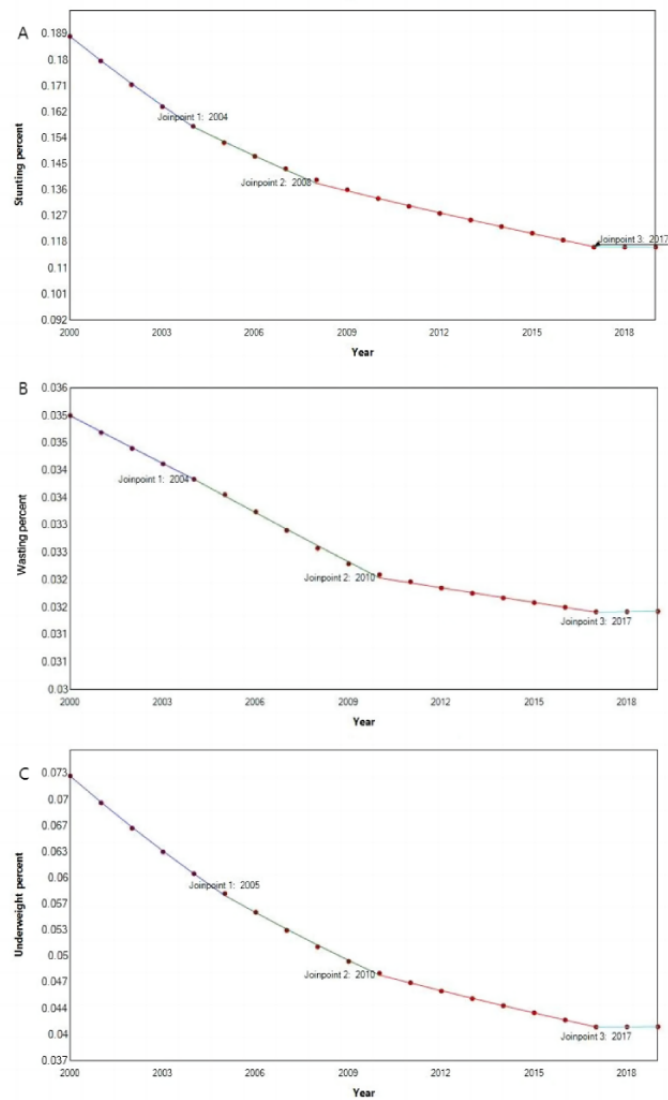 A
0.189
0.18
0.171
0.162
0.154
0.145
0.136
0.127
0.118
0.11
0.101
0.092
Stunting percent
Joinpoint 1: 2004
Joinpoint 2: 2008
Joinpoint 3: 2017
2000 2003 2006 2009 2012 2015 2018
Year
B
0.036
0.035
0.035
0.034
0.034
0.033
0.033
0.032
0.032
0.031
0.031
0.03
Wasting percent
Joinpoint 1: 2004
Joinpoint 2: 2010
Joinpoint 3: 2017
2000 2003 2006 2009 2012 2015 2018
Year
C
0.073
0.07
0.067
0.063
0.06
0.057
0.053
0.05
0.047
0.044
0.04
0.037
Underweight percent
Joinpoint 1: 2005
Joinpoint 2: 2010
Joinpoint 3: 2017
2000 2003 2006 2009 2012 2015 2018
Year